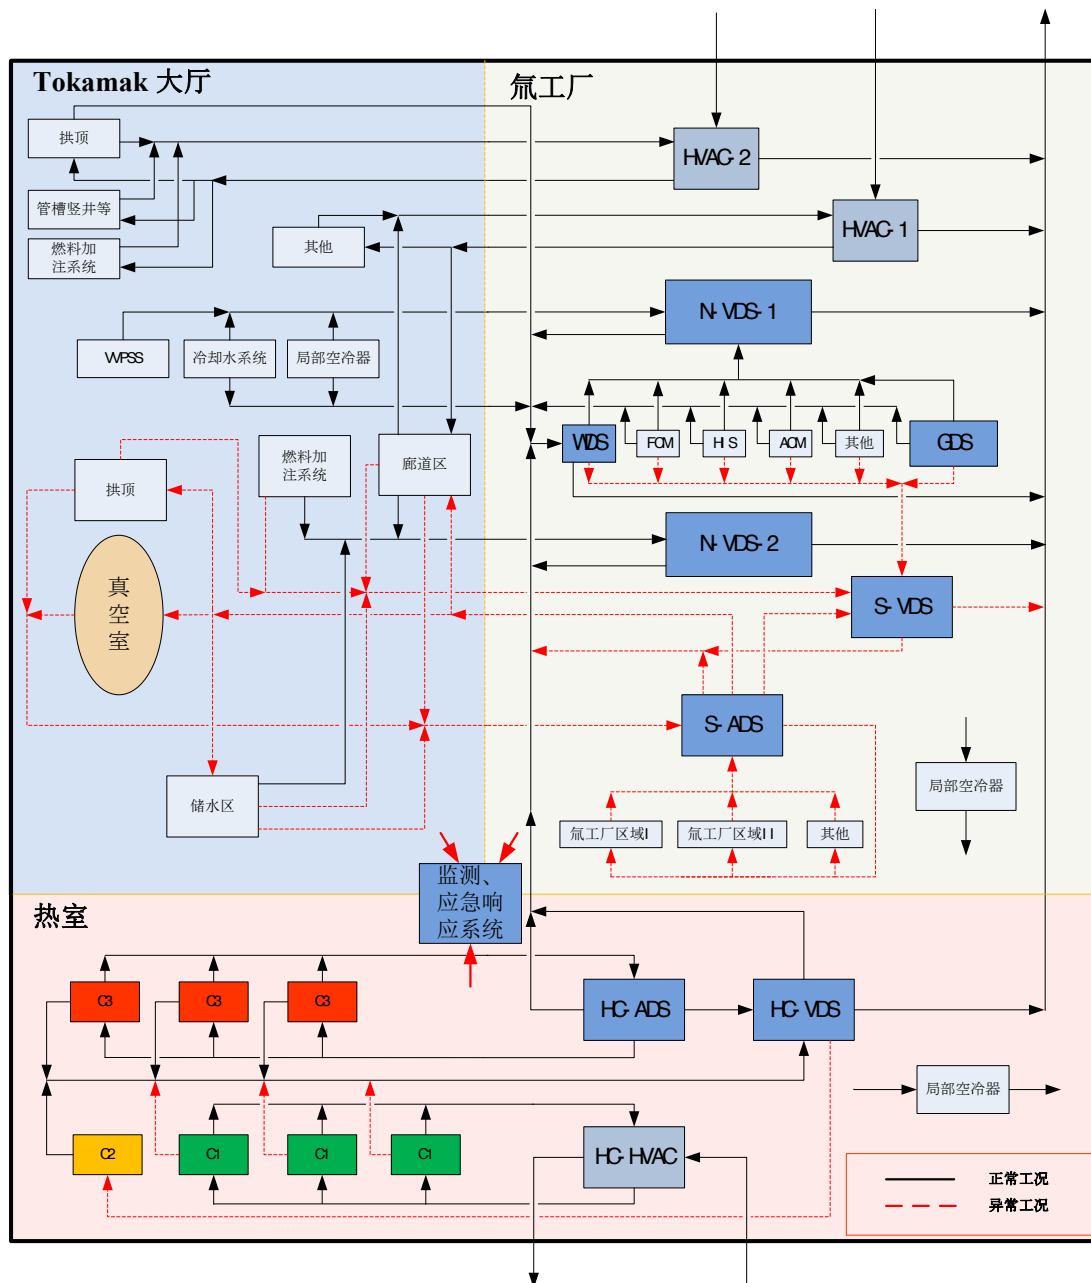 Tokamak 大厅
氚工厂
拱顶
HVAC-2
管槽竖井等
HVAC-1
其他
燃料加
注系统
N-VDS-1
VVPSS
冷却水系统
局部空冷器
WDS
FCM
HIS
ACM
其他
GDS
燃料加
注系统
廊道区
拱顶
N-VDS-2
真
空
室
S-VDS
S-ADS
局部空冷器
储水区
氚工厂区域I
氚工厂区域II
其他
监测、
应急响
应系统
热室
C3
C3
C3
HC-ADS
HC-VDS
局部空冷器
C2
C1
C1
C1
HC-HVAC
正常工况
异常工况